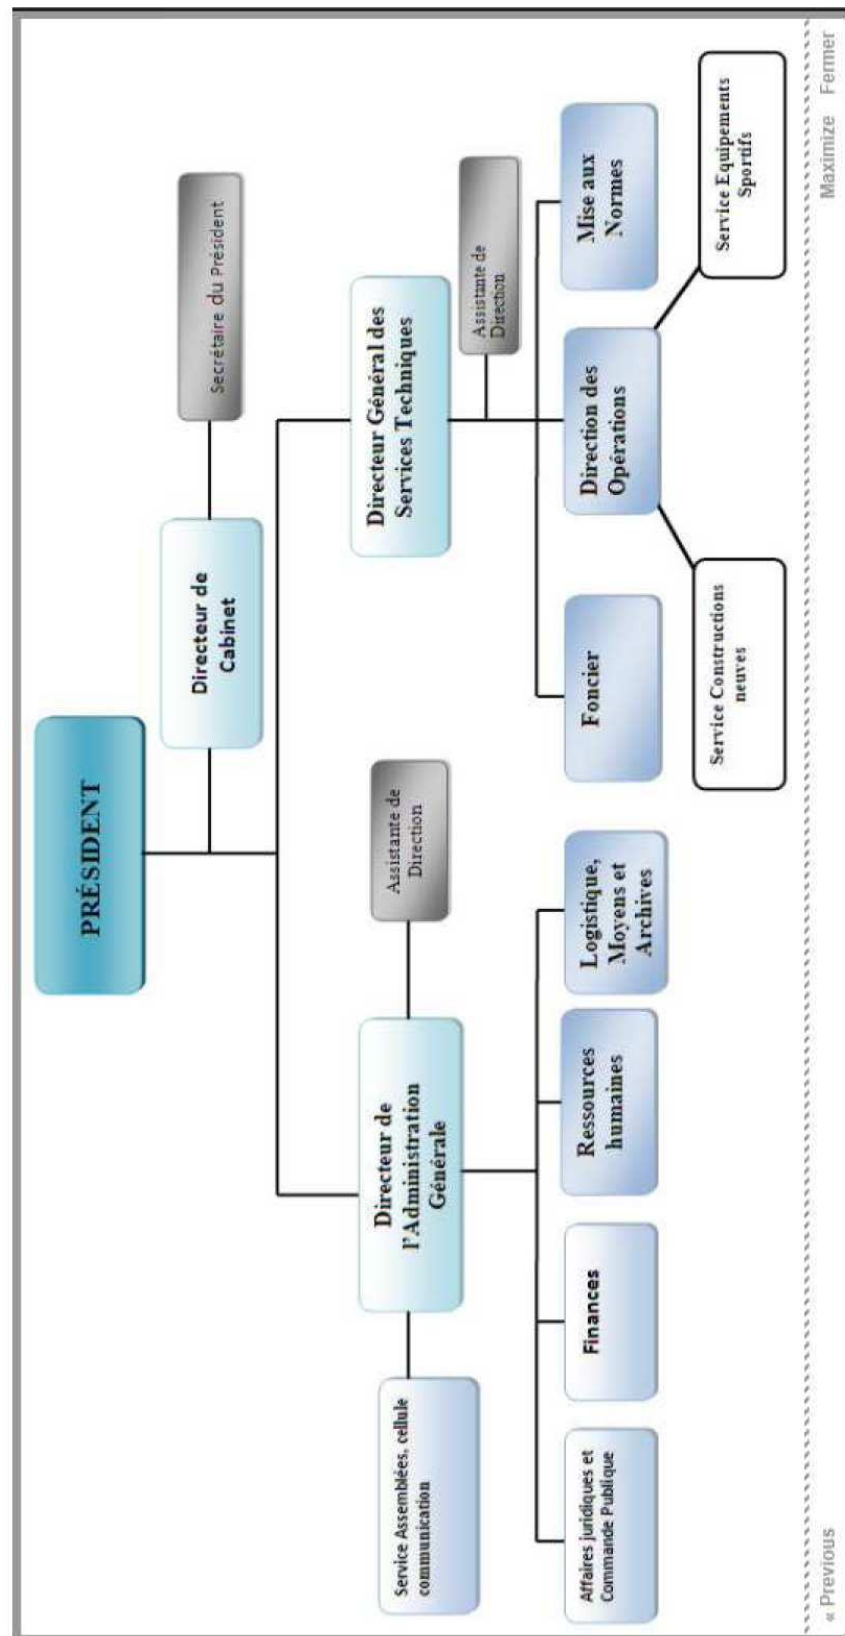 PRÉSIDENT
Directeur de
Cabinet
Secrétaire du Président
Directeur de
l'Administration
Générale
Assistante de
Direction
Service Assemblées, cellule
communication
Directeur Général des
Services Techniques
Assistante de
Direction
Affaires juridiques et
Commande Publique
Finances
Ressources
humaines
Logistique,
Moyens et
Archives
Foncier
Direction des
Opérations
Mise aux
Normes
Service Constructions
neuves
Service Equipements
Sportifs
« Previous
Maximize
Fermer